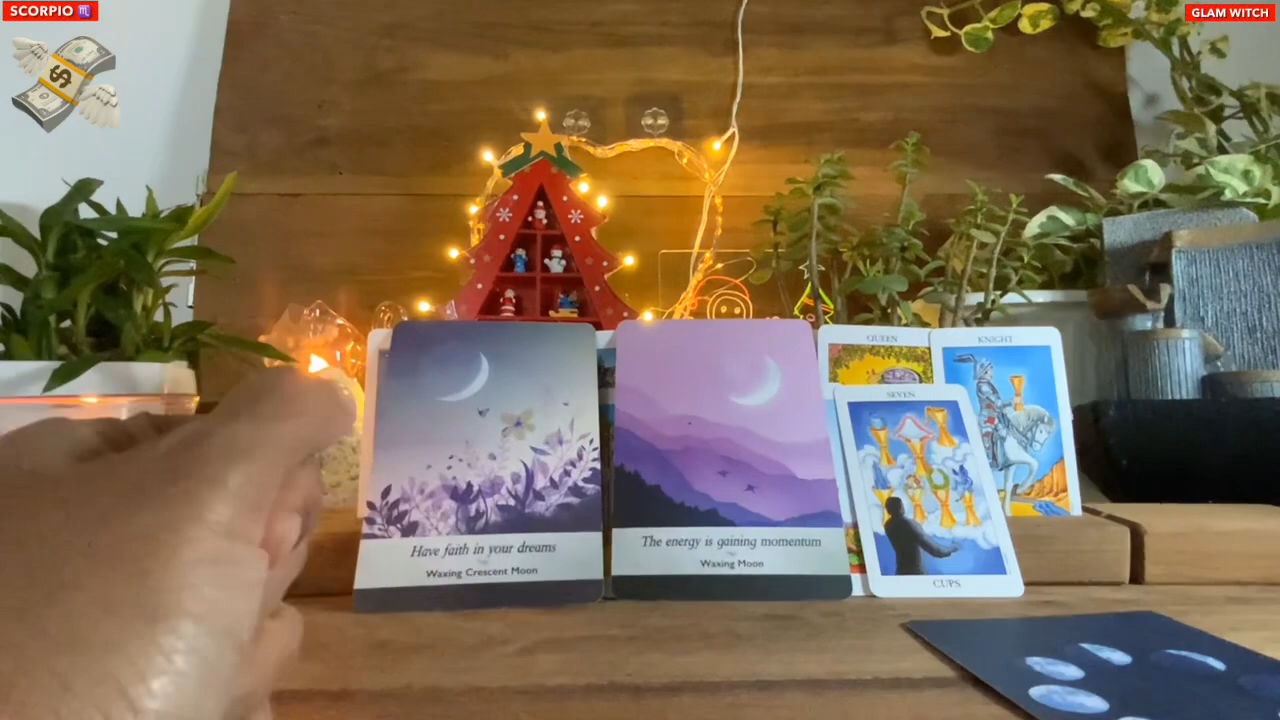 SCORPIO ♏
GLAM WITCH
$
QUEEN
KNIGHT
SEVEN
Have faith in your dreams
Waxing Crescent Moon
The energy is gaining momentum
Waxing Moon
CUPS